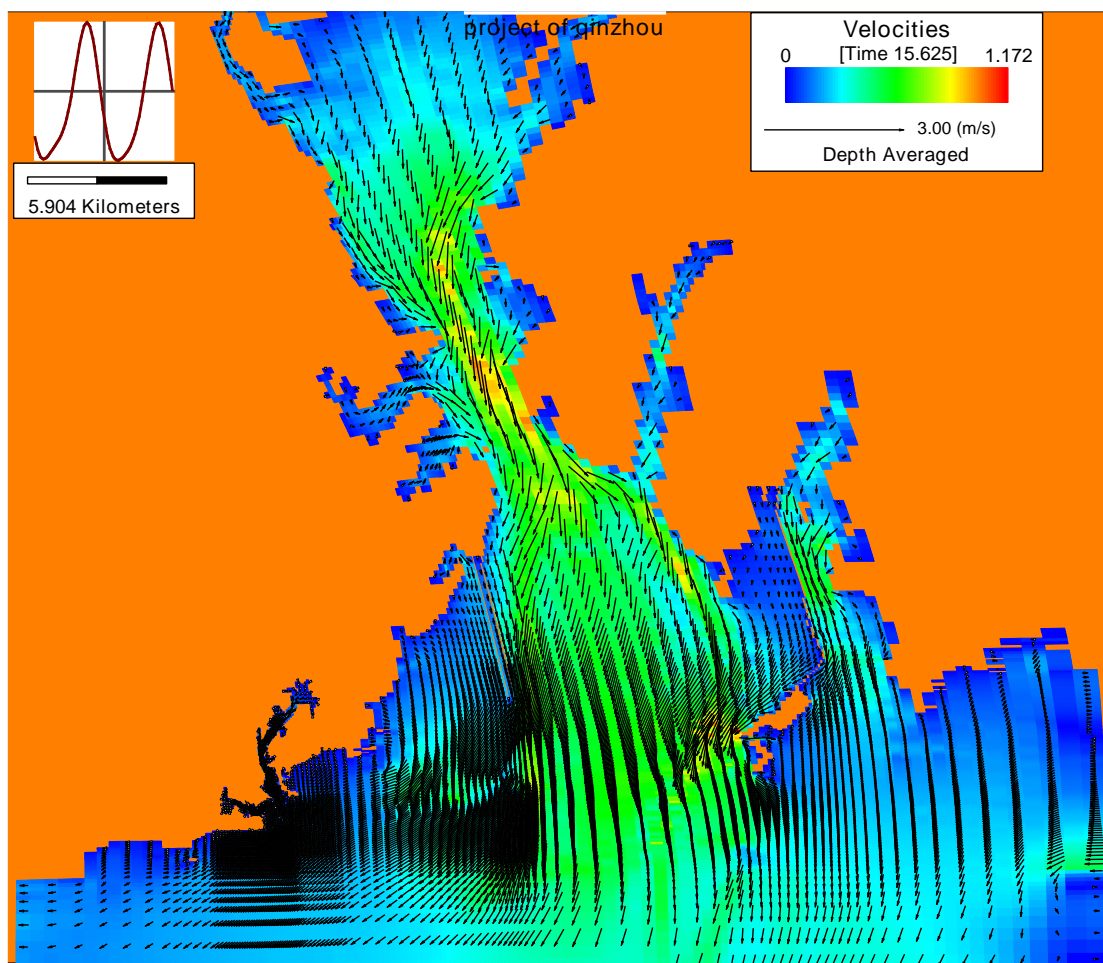 project of qinzhou
Velocities
0 [Time 15.625] 1.172
3.00 (m/s)
Depth Averaged
5.904 Kilometers